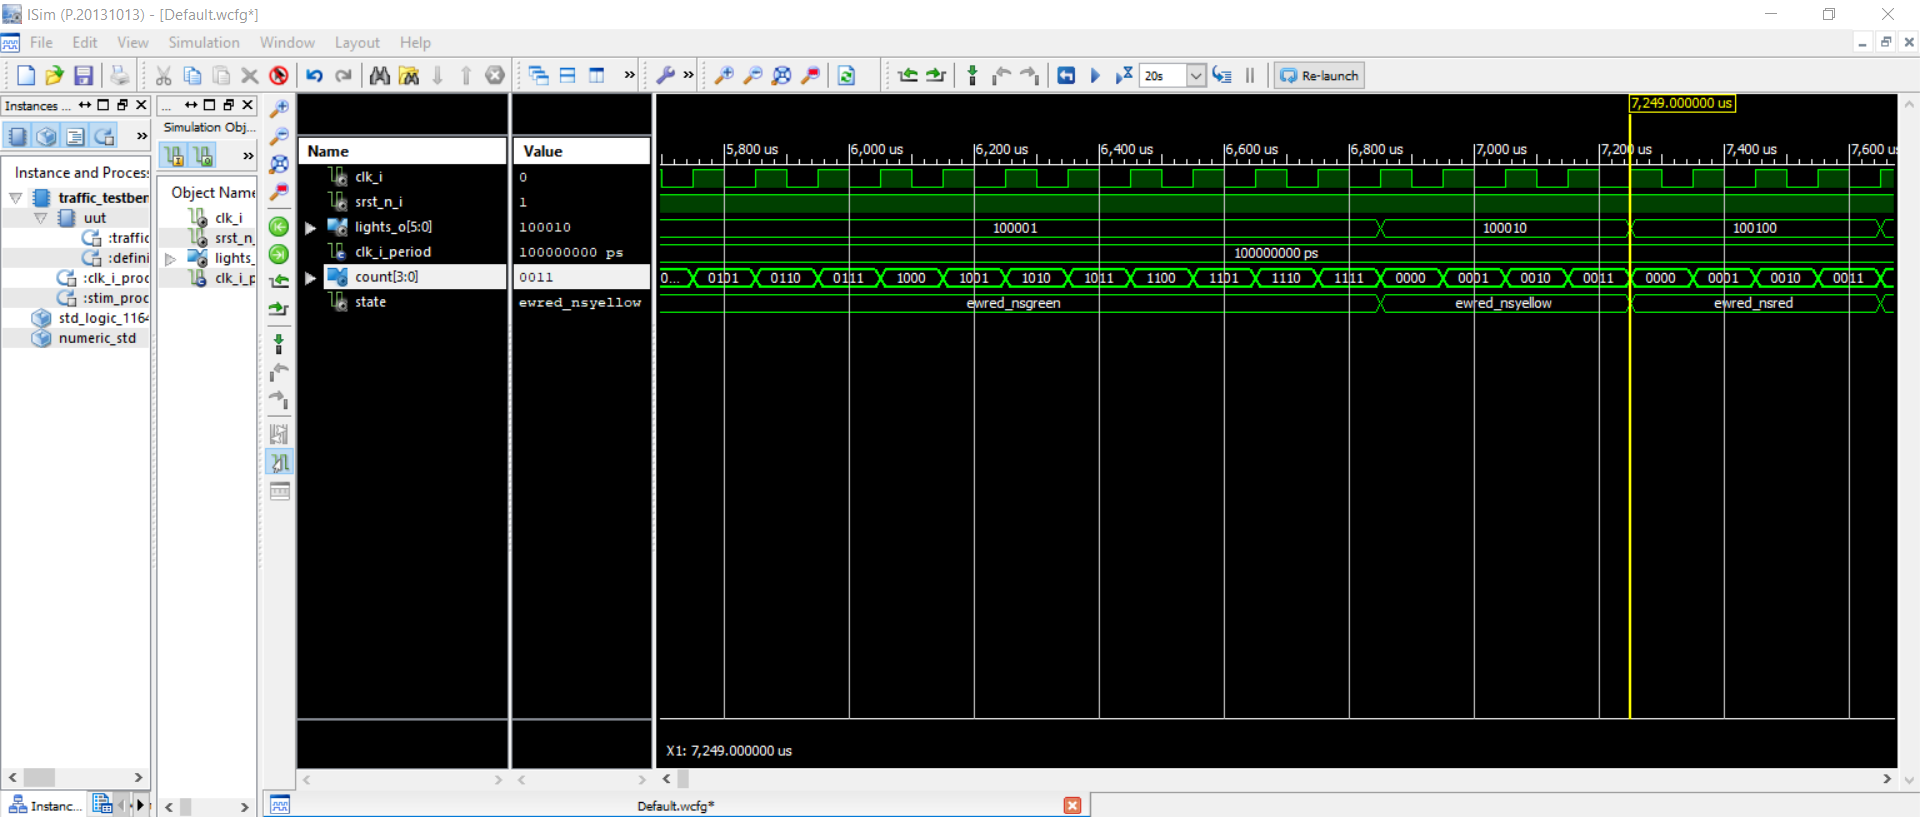 ISim (P.20131013) - [Default.wcfg*]
File Edit View Simulation Window Layout Help
20s
Re-launch
Instances ...
...
Simulation Obj...
Instance and Process
Object Name
traffic_testber
uut
:traffic
:defini
:clk_i_proc
:stim_proc
std_logic_1164
numeric_std
clk_i
srst_n_
lights_
clk_i_p
Name Value
clk_i 0
srst_n_i 1
lights_o[5:0] 100010
clk_i_period 100000000 ps
count[3:0] 0011
state ewred_nsyellow
7,249.000000 us
5,800 us 6,000 us 6,200 us 6,400 us 6,600 us 6,800 us 7,000 us 7,200 us 7,400 us 7,600 us
100001 100010 100100
100000000 ps
0... 0101 0110 0111 1000 1001 1010 1011 1100 1101 1110 1111 0000 0001 0010 0011 0000 0001 0010 0011
ewred_nsgreen ewred_nsyellow ewred_nsred
X1: 7,249.000000 us
Instanc...
Default.wcfg*